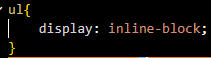 ul{
    display: inline-block;
}